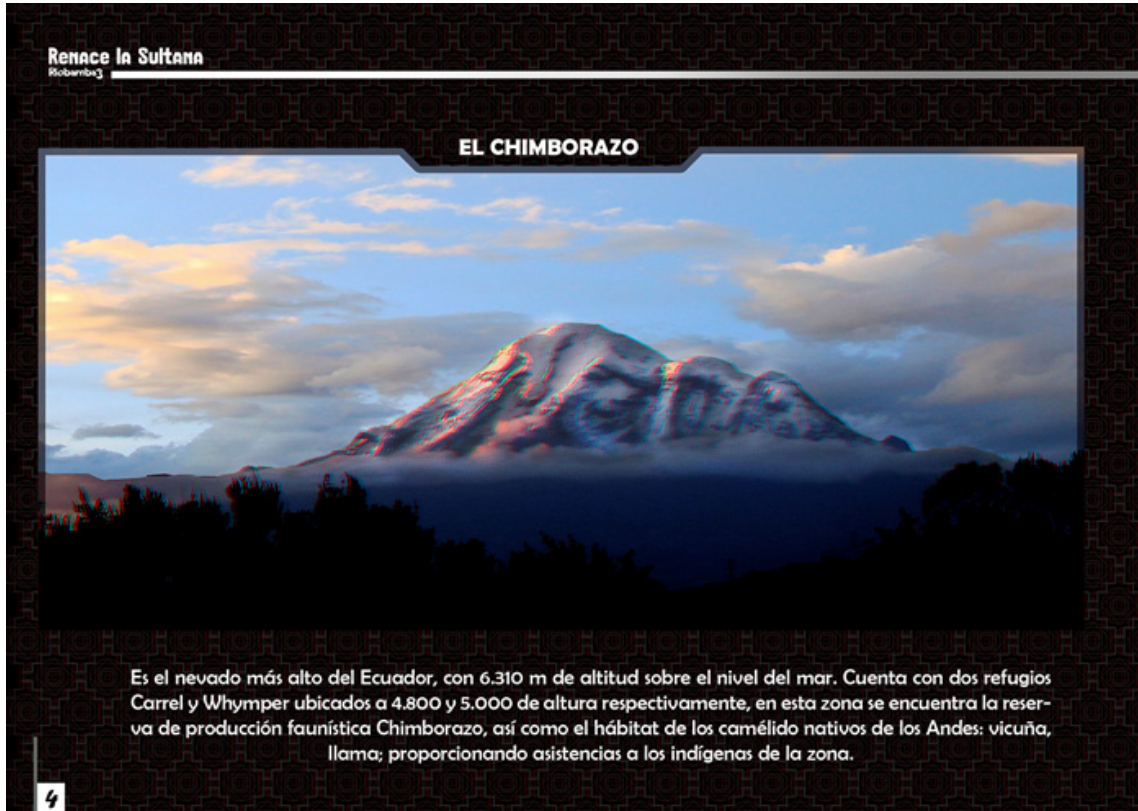 Renace la Sultana
Riobamba3
EL CHIMBORAZO
Es el nevado más alto del Ecuador, con 6.310 m de altitud sobre el nivel del mar. Cuenta con dos refugios
Carrel y Whymper ubicados a 4.800 y 5.000 de altura respectivamente, en esta zona se encuentra la reser-
va de producción faunística Chimborazo, así como el hábitat de los camélido nativos de los Andes: vicuña,
llama; proporcionando asistencias a los indígenas de la zona.
4